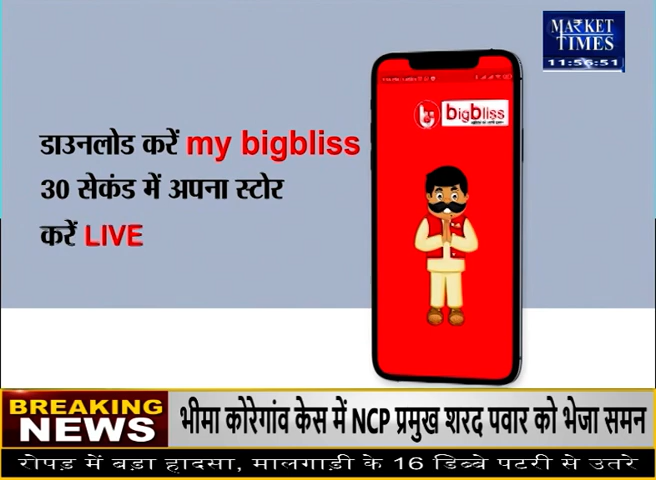 MARKET
TIMES
11:56:51
bigbliss
डाउनलोड करें my bigbliss
30 सेकंड में अपना स्टोर
करें LIVE
BREAKING
NEWS
भीमा कोरेगांव केस में NCP प्रमुख शरद पवार को भेजा समन
रोपड़ में बड़ा हादसा, मालगाड़ी के 16 डिब्बे पटरी से उतरे